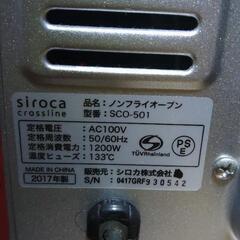 siroca
crossline
品名：ノンフライオーブン
型番：SCO-501
定格電圧：AC100V
定格周波数：50/60Hz
定格消費電力：1200W
温度ヒューズ：133℃
TÜVRheinland
PS
E
MADE IN CHINA
2017年製
販売元：シロカ株式会社
S/N : 0417GRF930542